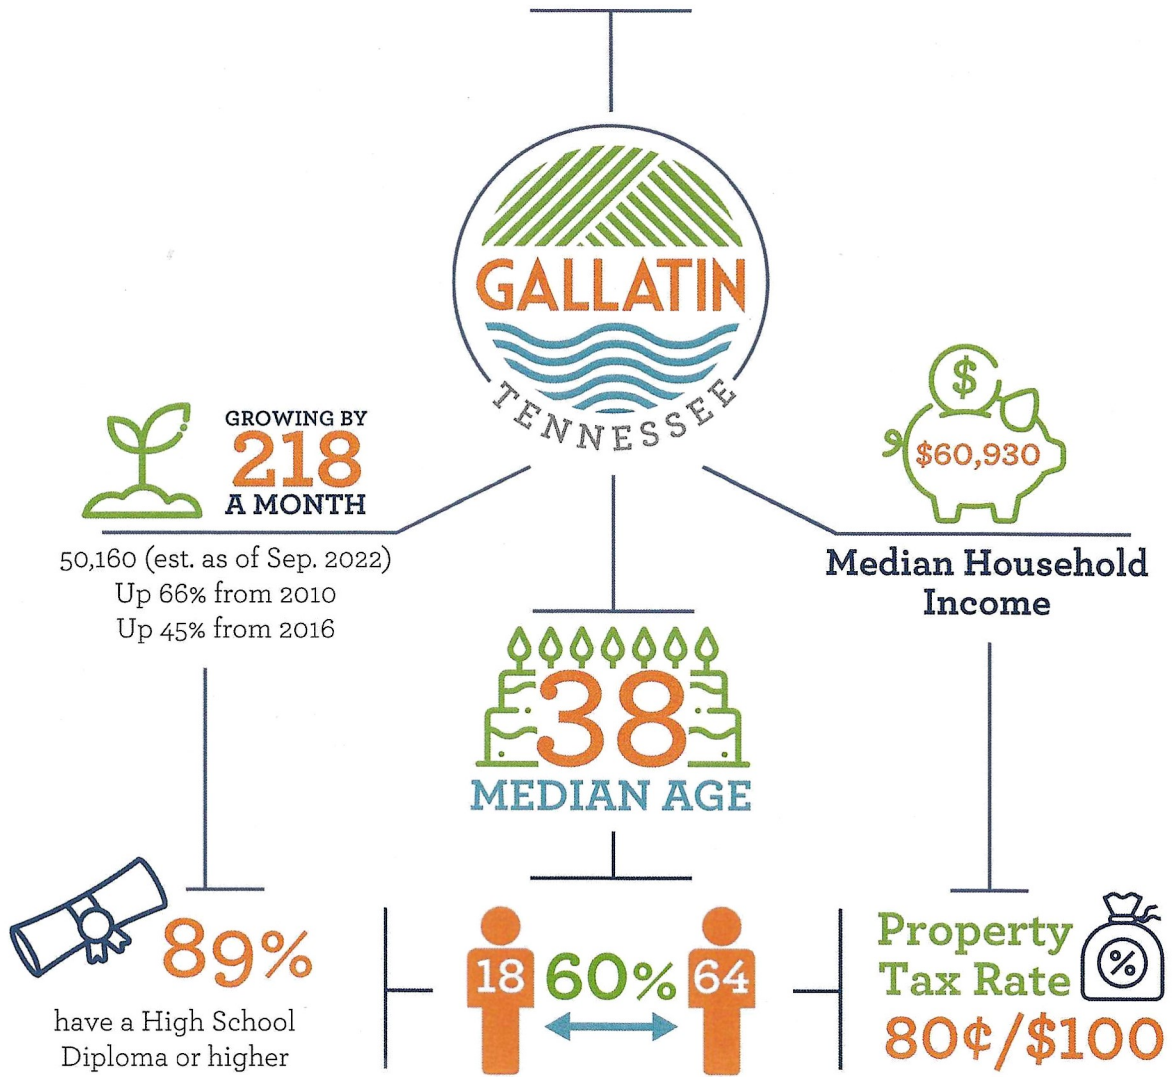 GALLATIN
TENNESSEE
GROWING BY
218
A MONTH
50,160 (est. as of Sep. 2022)
Up 66% from 2010
Up 45% from 2016
$
$60,930
Median Household
Income
38
MEDIAN AGE
89%
have a High School
Diploma or higher
18 60% 64
Property
Tax Rate
%
80¢/$100